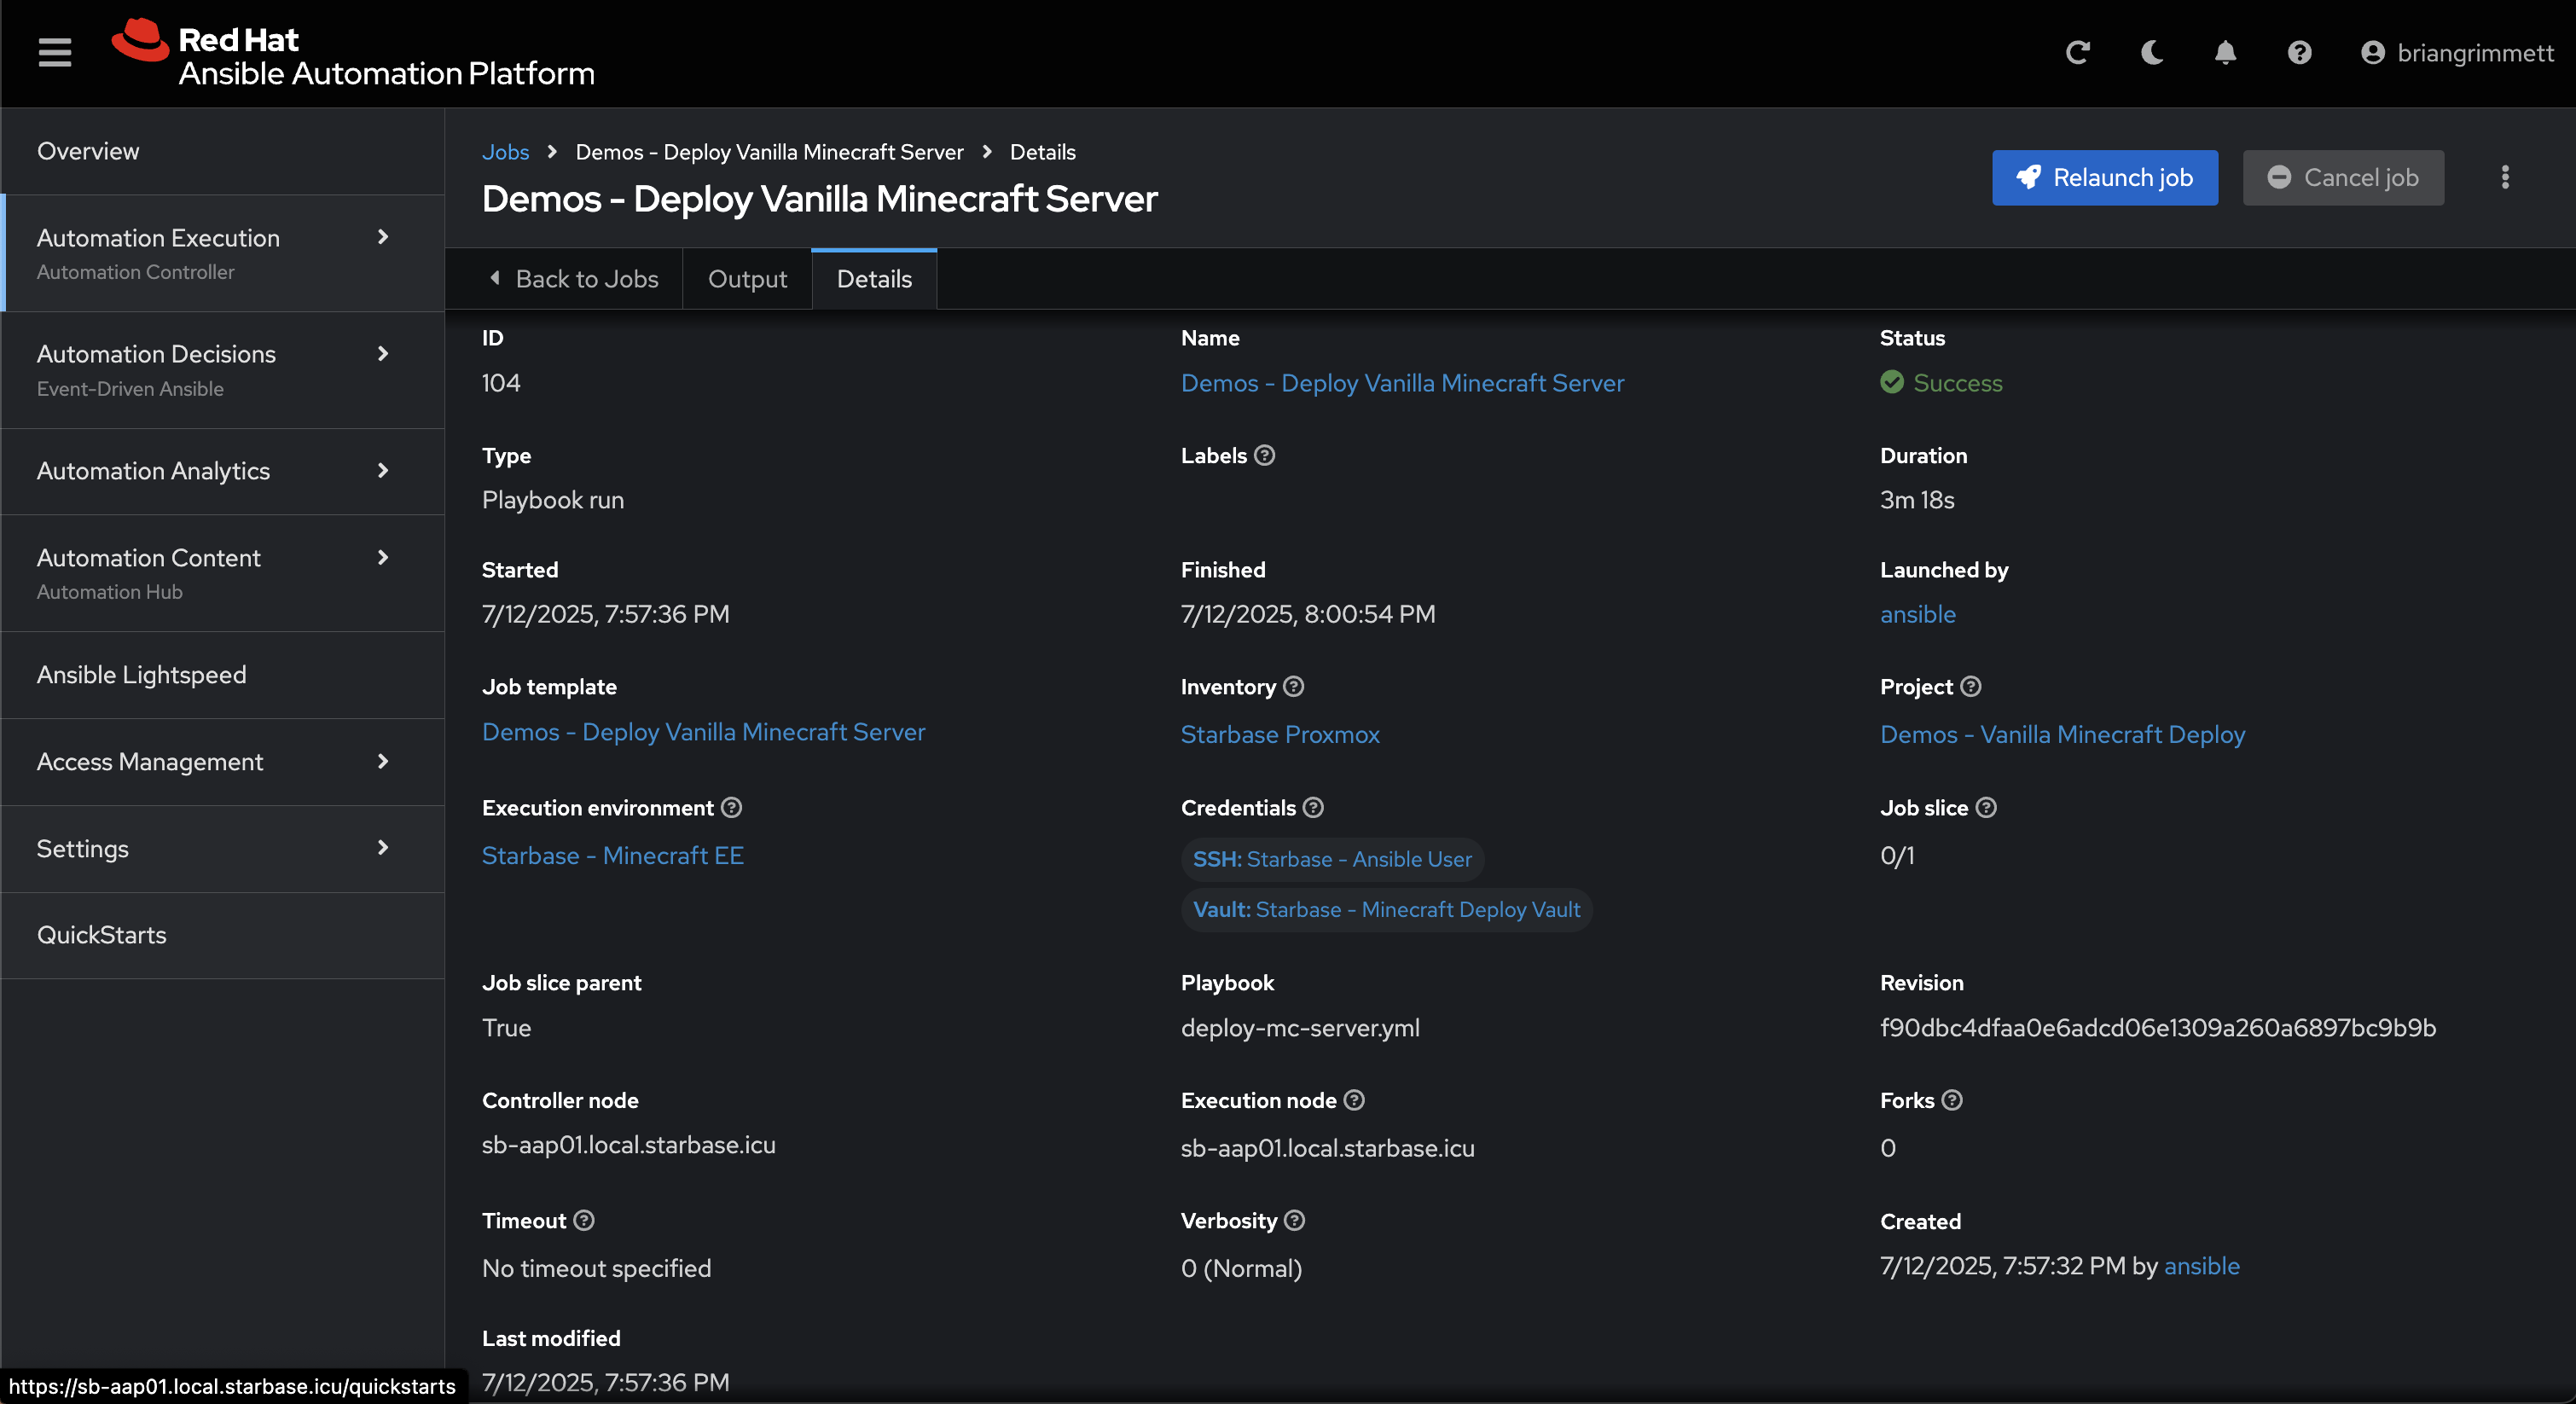 Red Hat
Ansible Automation Platform
briangrimmett
Overview
Automation Execution
Automation Controller
Automation Decisions
Event-Driven Ansible
Automation Analytics
Automation Content
Automation Hub
Ansible Lightspeed
Access Management
Settings
QuickStarts
Jobs > Demos - Deploy Vanilla Minecraft Server > Details
Demos - Deploy Vanilla Minecraft Server
Relaunch job
Cancel job
Back to Jobs
Output
Details
ID
104
Name
Demos - Deploy Vanilla Minecraft Server
Status
Success
Type
Playbook run
Labels
Duration
3m 18s
Started
7/12/2025, 7:57:36 PM
Finished
7/12/2025, 8:00:54 PM
Launched by
ansible
Job template
Demos - Deploy Vanilla Minecraft Server
Inventory
Starbase Proxmox
Project
Demos - Vanilla Minecraft Deploy
Execution environment
Starbase - Minecraft EE
Credentials
SSH: Starbase - Ansible User
Vault: Starbase - Minecraft Deploy Vault
Job slice
0/1
Job slice parent
True
Playbook
deploy-mc-server.yml
Revision
f90dbc4dfaa0e6adcd06e1309a260a6897bc9b9b
Controller node
sb-aap01.local.starbase.icu
Execution node
sb-aap01.local.starbase.icu
Forks
0
Timeout
No timeout specified
Verbosity
0 (Normal)
Created
7/12/2025, 7:57:32 PM by ansible
Last modified
7/12/2025, 7:57:36 PM
https://sb-aap01.local.starbase.icu/quickstarts